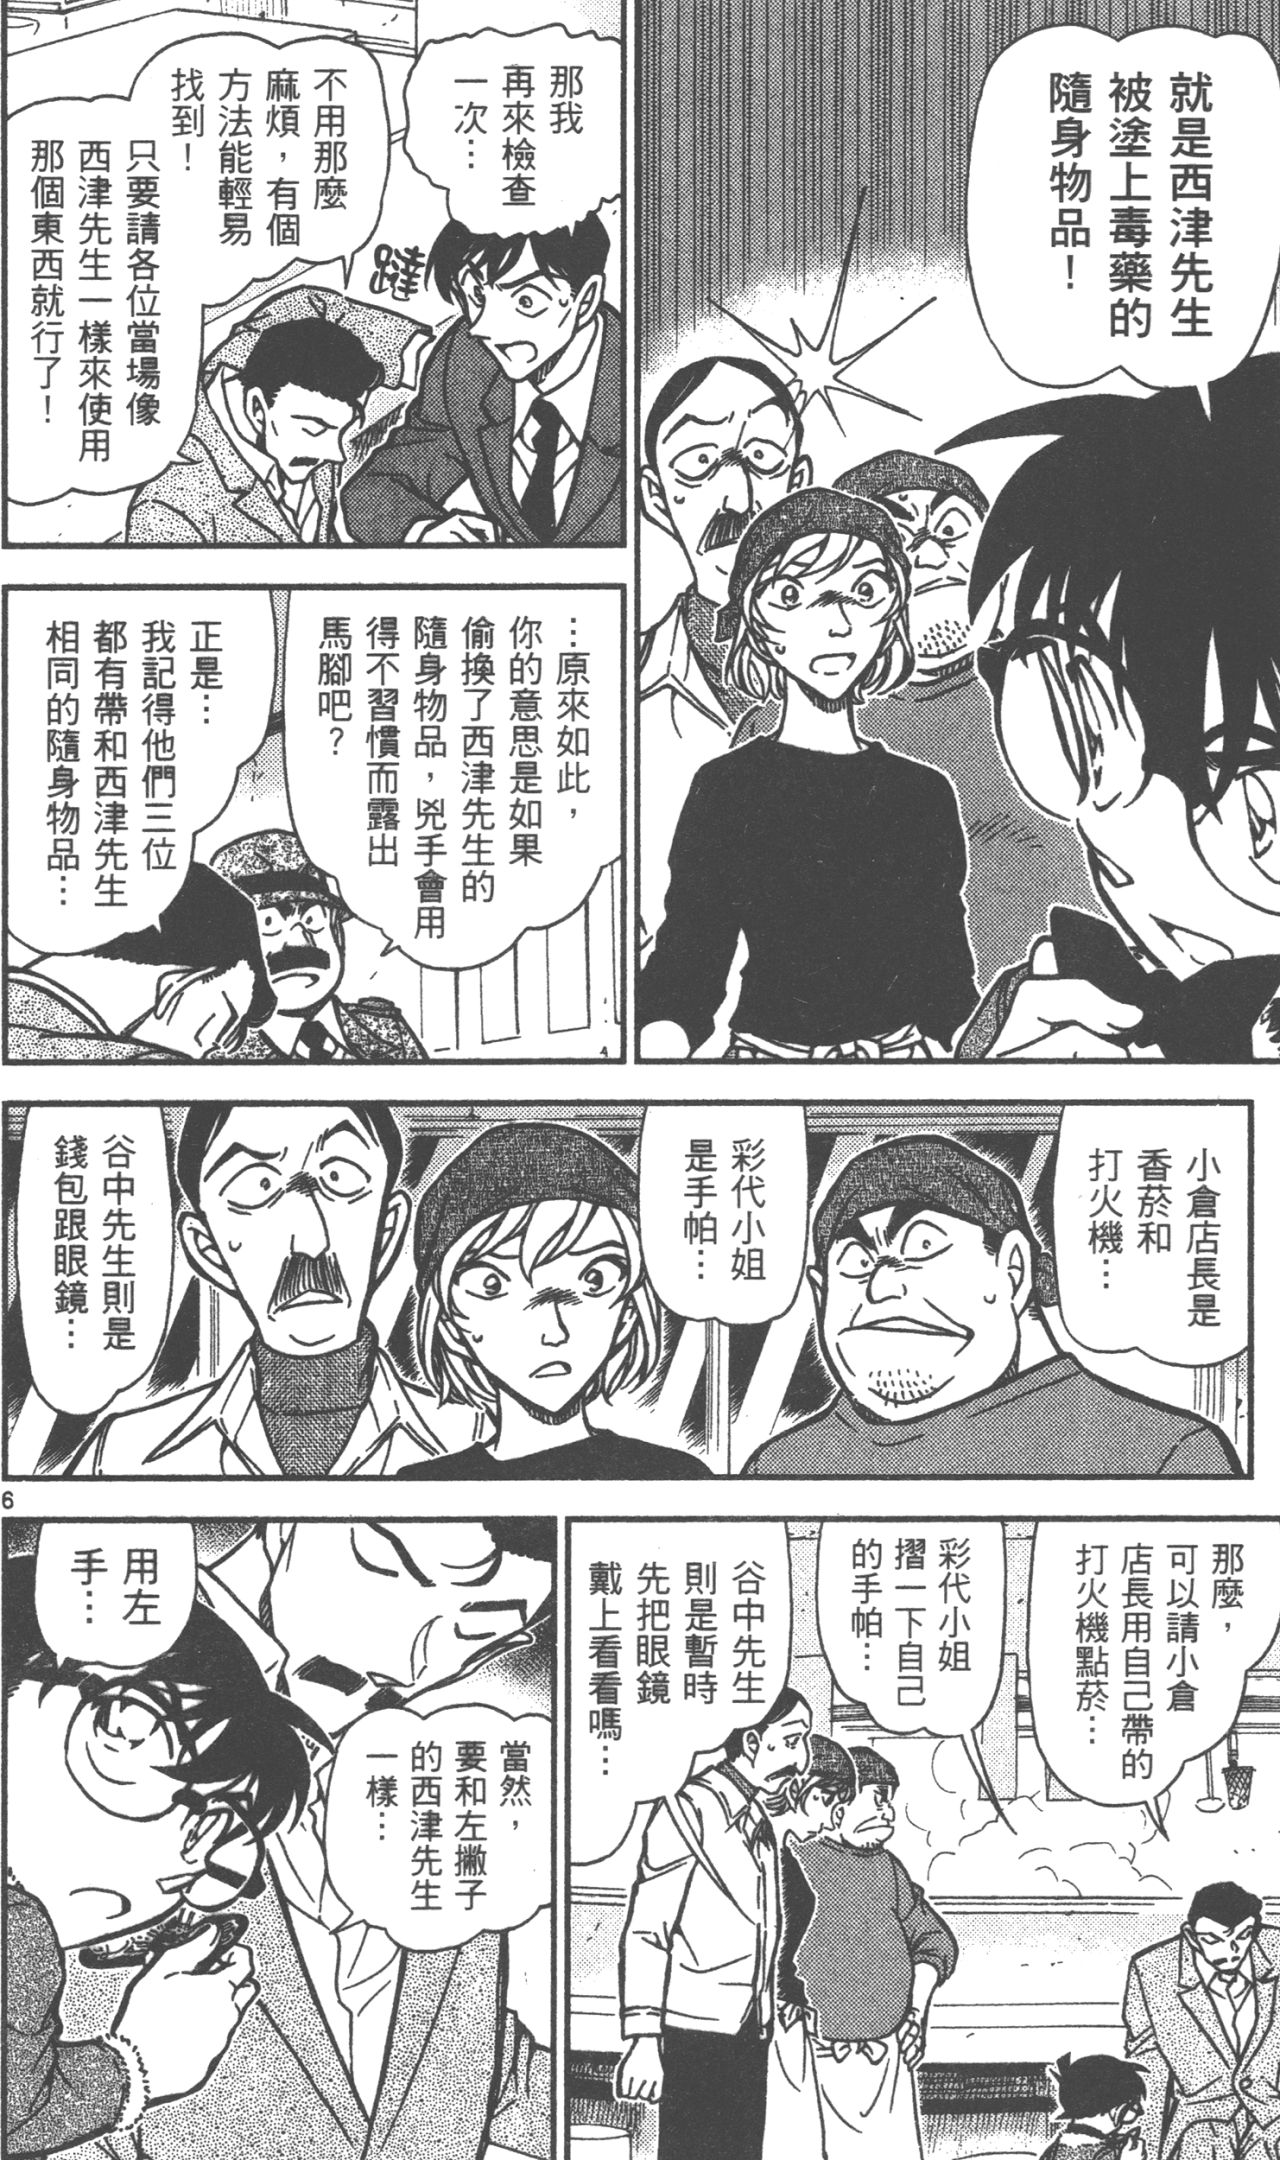 就是西津先生
被塗上毒藥的
隨身物品！
那我
再來檢查
一次…
不用那麼
麻煩，有個
方法能輕易
找到！
只要請各位當場像
西津先生一樣來使用
那個東西就行了！
躂
…原來如此，
你的意思是如果
偷換了西津先生的
隨身物品，兇手會用
得不習慣而露出
馬腳吧？
正是…
我記得他們三位
都有帶和西津先生
相同的隨身物品…
小倉店長是
香菸和
打火機…
彩代小姐
是手帕…
谷中先生則是
錢包跟眼鏡…
6
那麼，
可以請小倉
店長用自己帶的
打火機點菸…
彩代小姐
摺一下自己
的手帕…
谷中先生
則是暫時
先把眼鏡
戴上看看嗎…
用左
手…
當然，
要和左撇子
的西津先生
一樣…